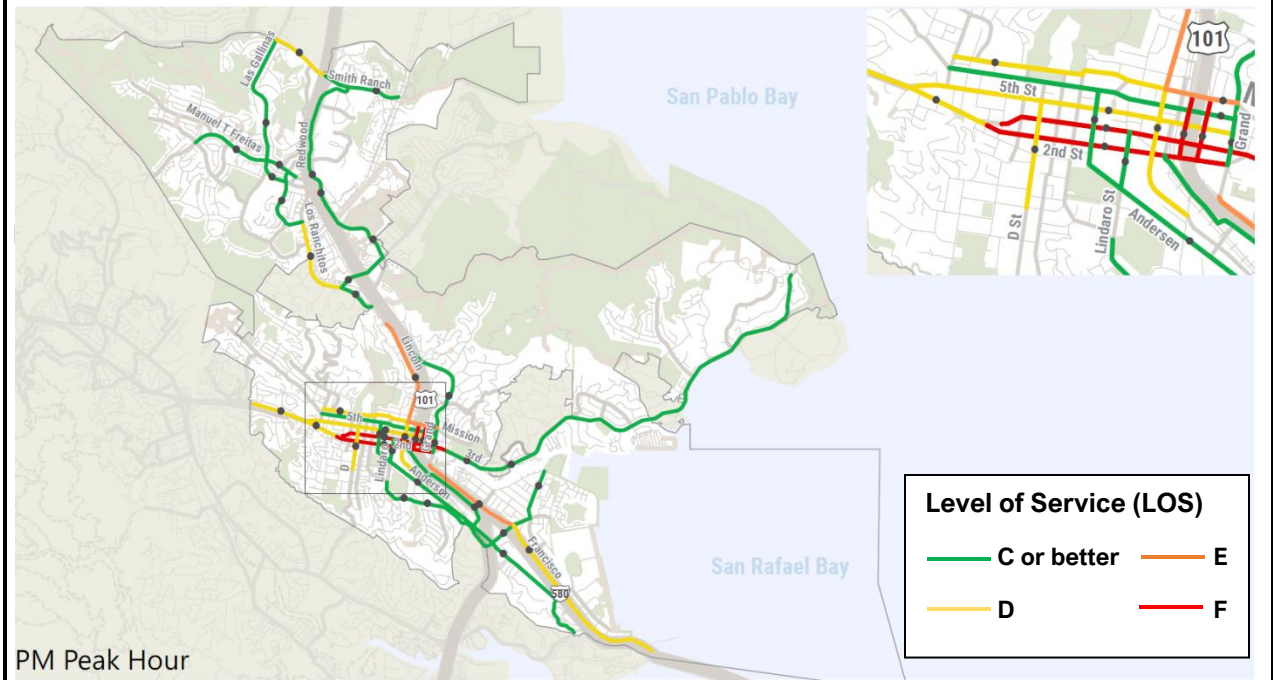 Las Gallinas
Smith Ranch
Manuel T Freitas
Redwood
Los Ranchitos
San Pablo Bay
Lincoln
101
5th
Mission
2nd
Grand
3rd
D
Lindaro
Andersen
Francisco
580
San Rafael Bay
PM Peak Hour
101
5th St
2nd St
D St
Lindaro St
Andersen
Grand
M
Level of Service (LOS)
C or better
E
D
F